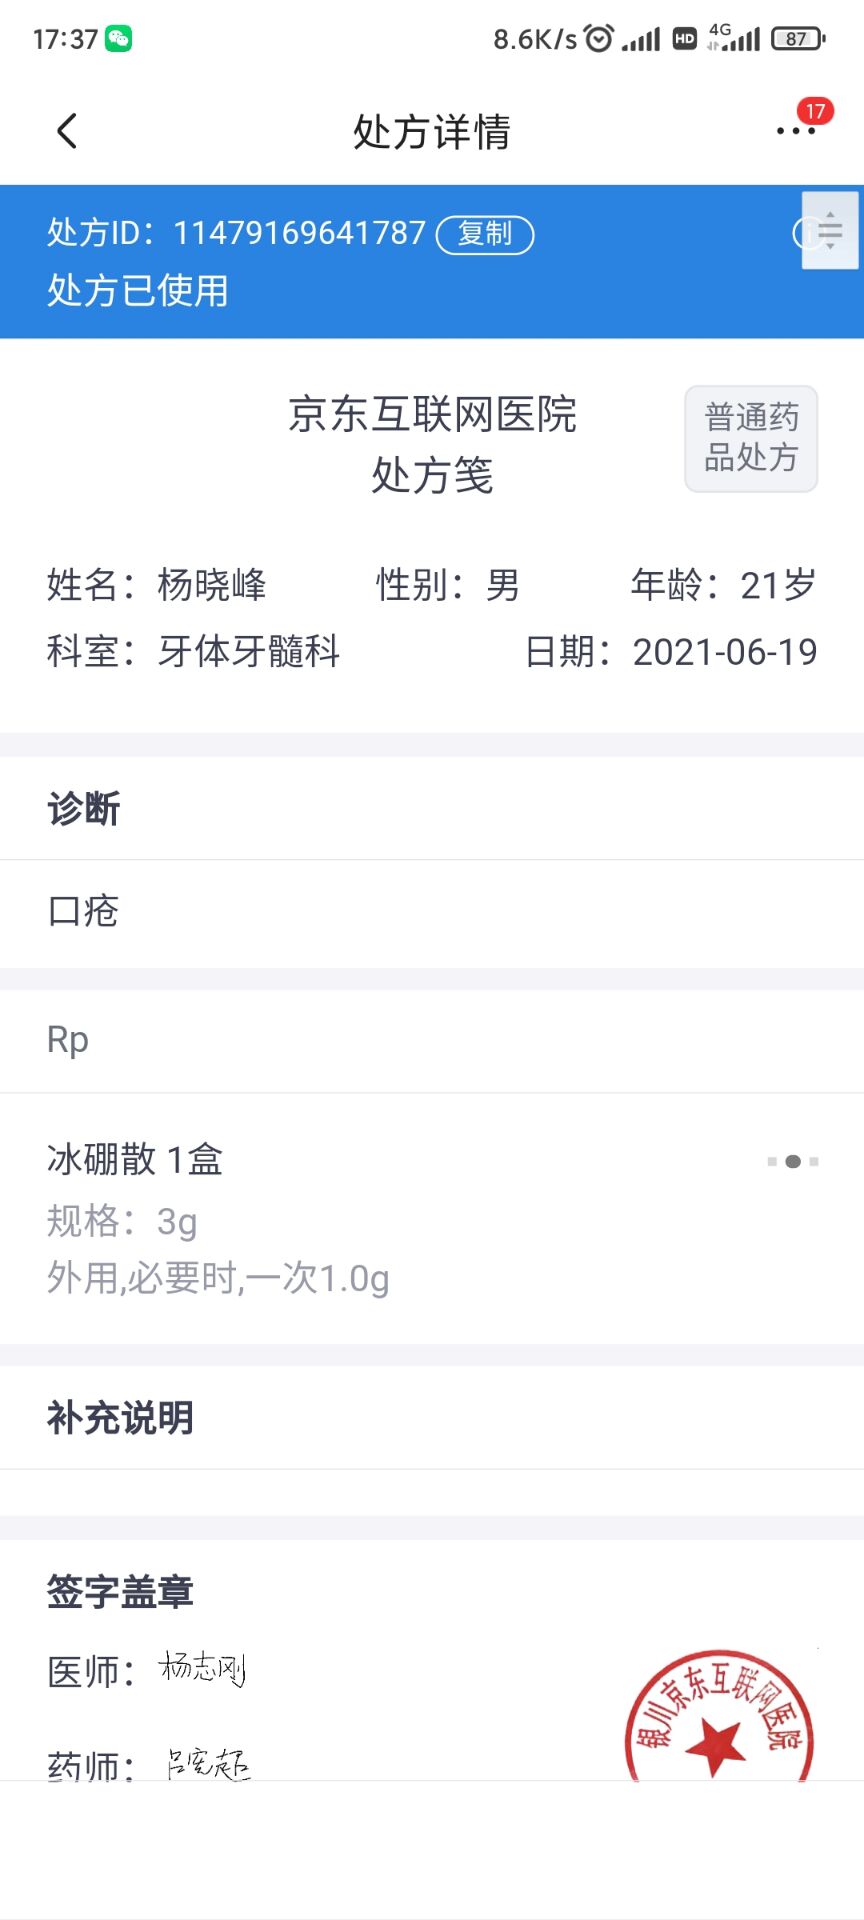 17:37 8.6K/s HD 4G 87
处方详情 17
处方ID：11479169641787 复制
处方已使用
京东互联网医院
处方笺
普通药
品处方
姓名：杨晓峰 性别：男 年龄：21岁
科室：牙体牙髓科 日期：2021-06-19
诊断
口疮
Rp
冰硼散 1盒
规格：3g
外用,必要时,一次1.0g
补充说明
签字盖章
医师：杨志刚
药师：吕宪超
银川京东互联网医院